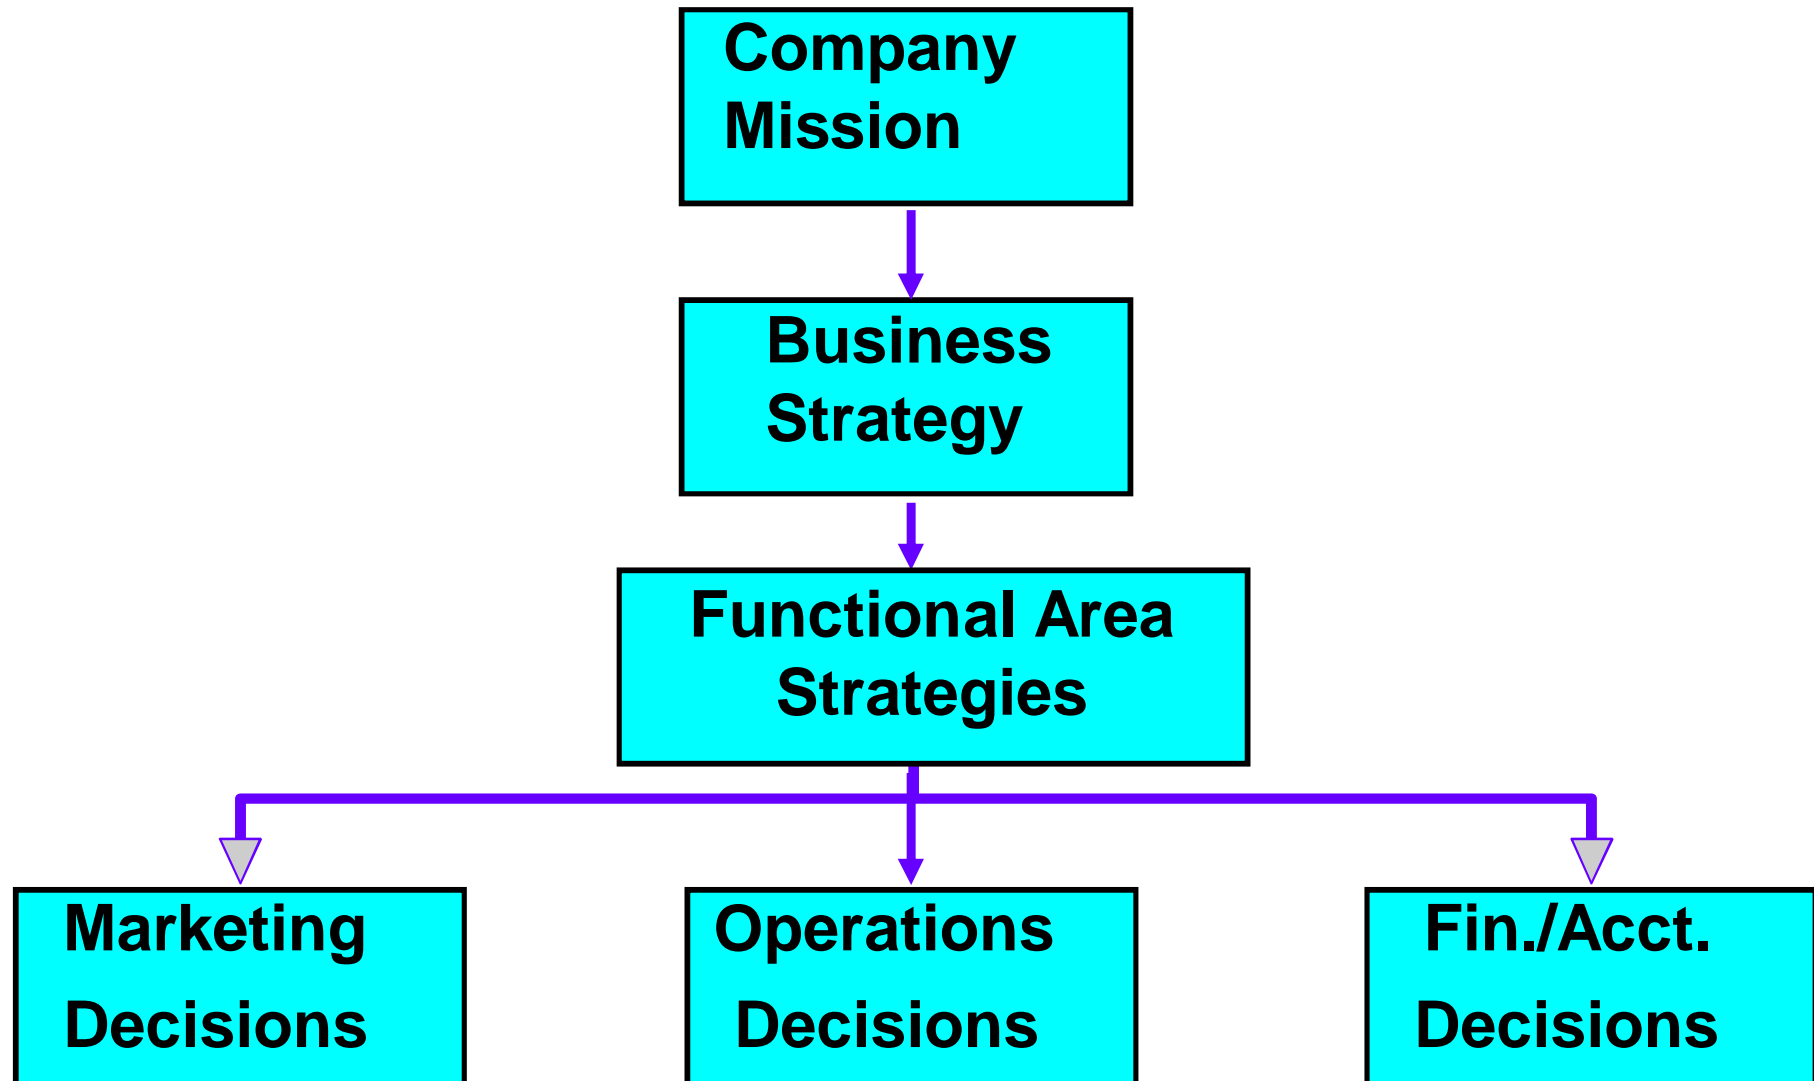 Company
Mission
Business
Strategy
Functional Area
Strategies
Marketing
Decisions
Operations
Decisions
Fin./Acct.
Decisions